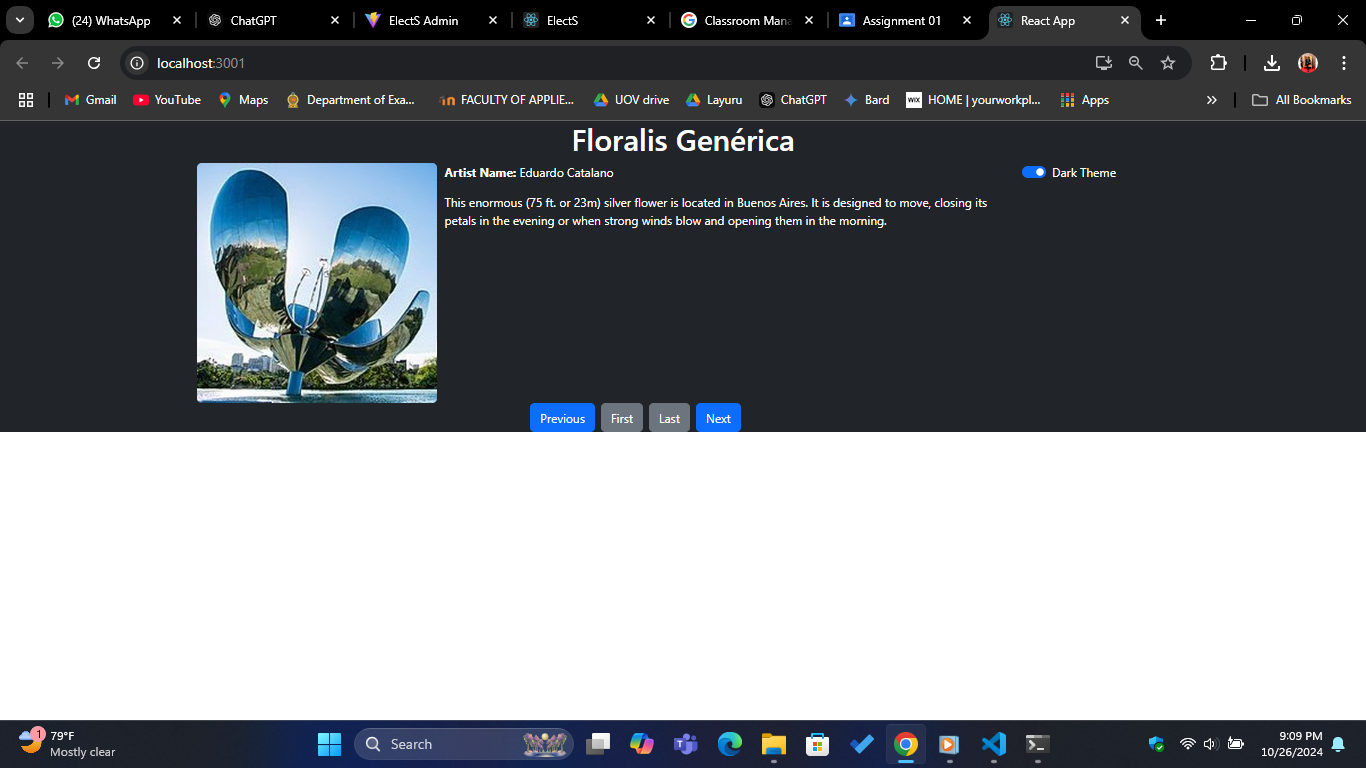 (24) WhatsApp
ChatGPT
ElectS Admin
ElectS
Classroom Mana
Assignment 01
React App
localhost:3001
Gmail
YouTube
Maps
Department of Exa...
FACULTY OF APPLIE...
UOV drive
Layuru
ChatGPT
Bard
WIX
HOME | yourworkpl...
Apps
All Bookmarks
Floralis Genérica
Artist Name: Eduardo Catalano
Dark Theme
This enormous (75 ft. or 23m) silver flower is located in Buenos Aires. It is designed to move, closing its
petals in the evening or when strong winds blow and opening them in the morning.
Previous
First
Last
Next
1
79°F
Mostly clear
Search
9:09 PM
10/26/2024